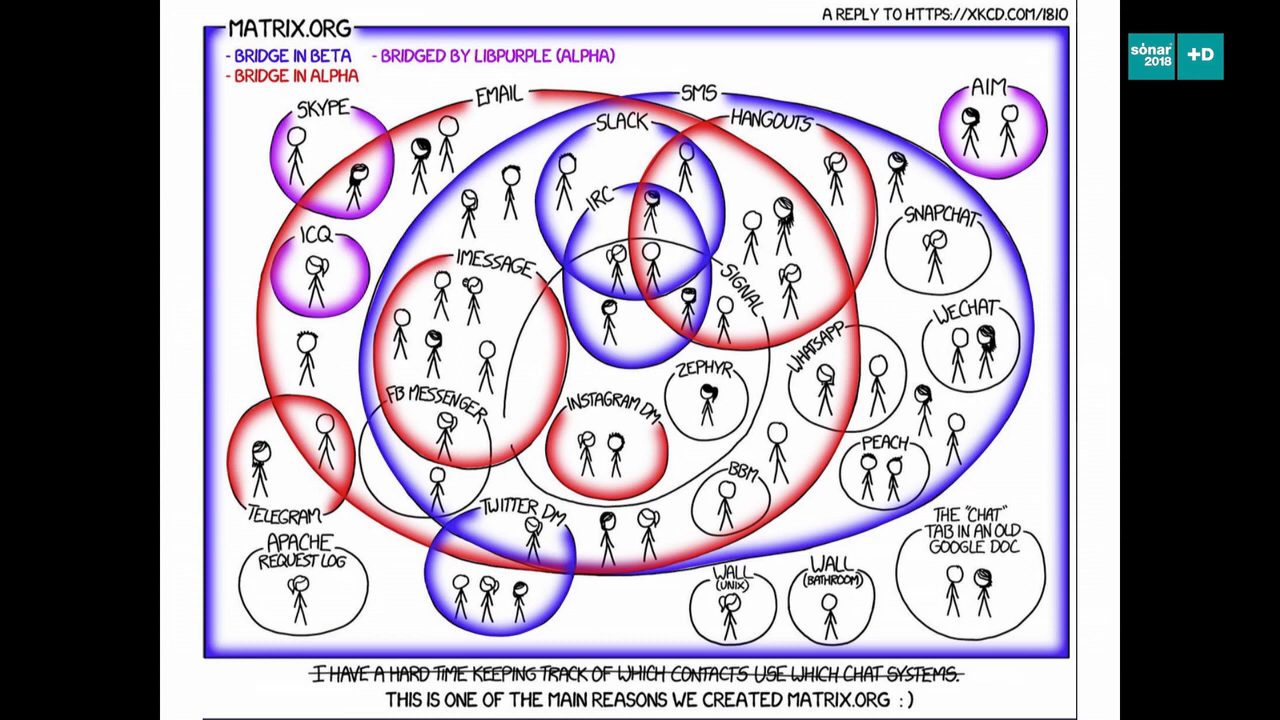 A REPLY TO HTTPS://XKCD.COM/1810
MATRIX.ORG
- BRIDGE IN BETA - BRIDGED BY LIBPURPLE (ALPHA)
- BRIDGE IN ALPHA
sónar
2018
+D
SKYPE
EMAIL
SMS
AIM
SLACK
HANGOUTS
IRC
SNAPCHAT
ICQ
IMESSAGE
SIGNAL
WECHAT
WHATSAPP
ZEPHYR
FB MESSENGER
INSTAGRAM DM
PEACH
BBM
TELEGRAM
TWITTER DM
THE "CHAT"
TAB IN AN OLD
GOOGLE DOC
APACHE
REQUEST LOG
WALL
(UNIX)
WALL
(BATHROOM)
I HAVE A HARD TIME KEEPING TRACK OF WHICH CONTACTS USE WHICH CHAT SYSTEMS.
THIS IS ONE OF THE MAIN REASONS WE CREATED MATRIX.ORG :)